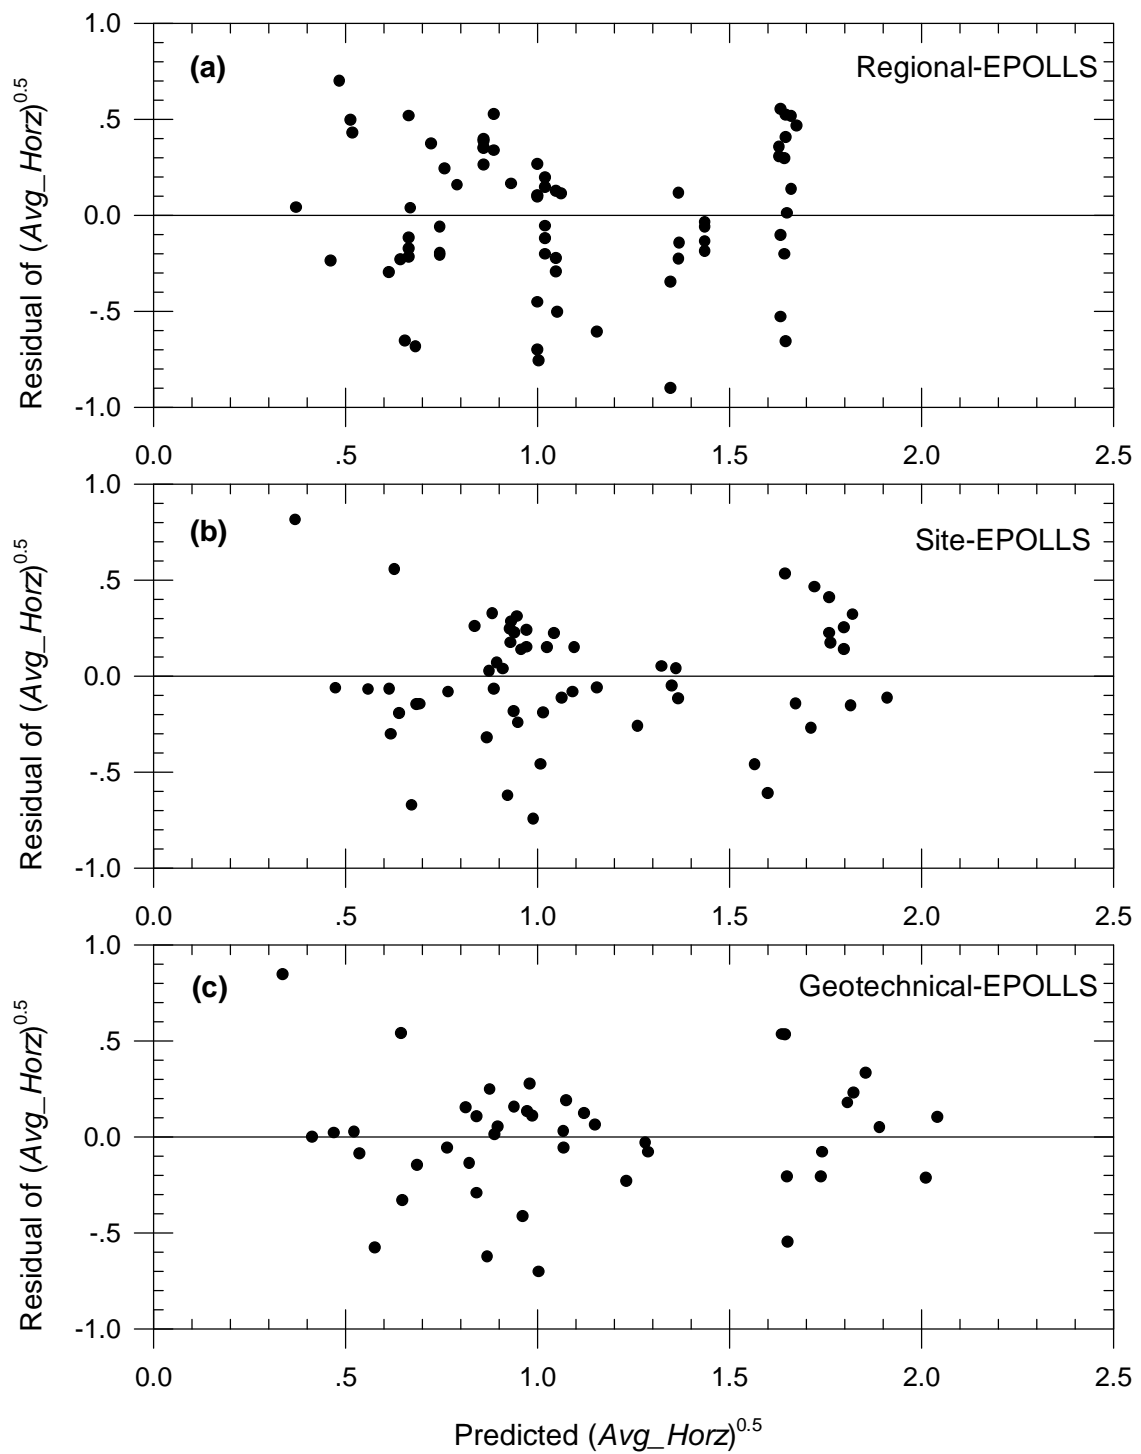 1.0
(a)
Regional-EPOLLS
.5
0.0
-.5
-1.0
Residual of (Avg_Horz)^0.5
0.0 .5 1.0 1.5 2.0 2.5
1.0
(b)
Site-EPOLLS
.5
0.0
-.5
-1.0
Residual of (Avg_Horz)^0.5
0.0 .5 1.0 1.5 2.0 2.5
1.0
(c)
Geotechnical-EPOLLS
.5
0.0
-.5
-1.0
Residual of (Avg_Horz)^0.5
0.0 .5 1.0 1.5 2.0 2.5
Predicted (Avg_Horz)^0.5